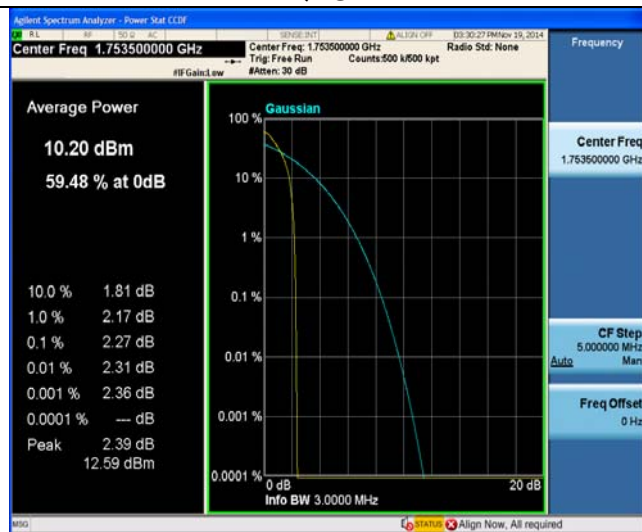 Agilent Spectrum Analyzer - Power Stat CCDF
RL RF 50 Ω AC SENSE:INT ALIGN OFF 03:30:27 PM Nov 19, 2014
Center Freq 1.753500000 GHz
Center Freq: 1.753500000 GHz Radio Std: None
Trig: Free Run Counts:500 k/500 kpt
#IFGain:Low #Atten: 30 dB
Frequency
Average Power
10.20 dBm
59.48 % at 0dB
10.0 % 1.81 dB
1.0 % 2.17 dB
0.1 % 2.27 dB
0.01 % 2.31 dB
0.001 % 2.36 dB
0.0001 % --- dB
Peak 2.39 dB
12.59 dBm
Gaussian
100 %
10 %
1 %
0.1 %
0.01 %
0.001 %
0.0001 %
0 dB 20 dB
Info BW 3.0000 MHz
Center Freq
1.753500000 GHz
CF Step
5.000000 MHz
Auto Man
Freq Offset
0 Hz
MSG STATUS Align Now, All required